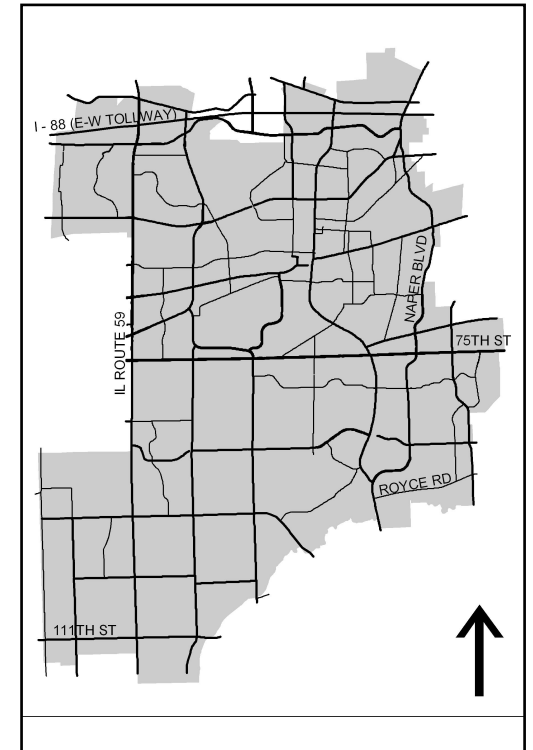 I - 88 (E-W TOLLWAY)
NAPER BLVD
IL ROUTE 59
75TH ST
ROYCE RD
111TH ST